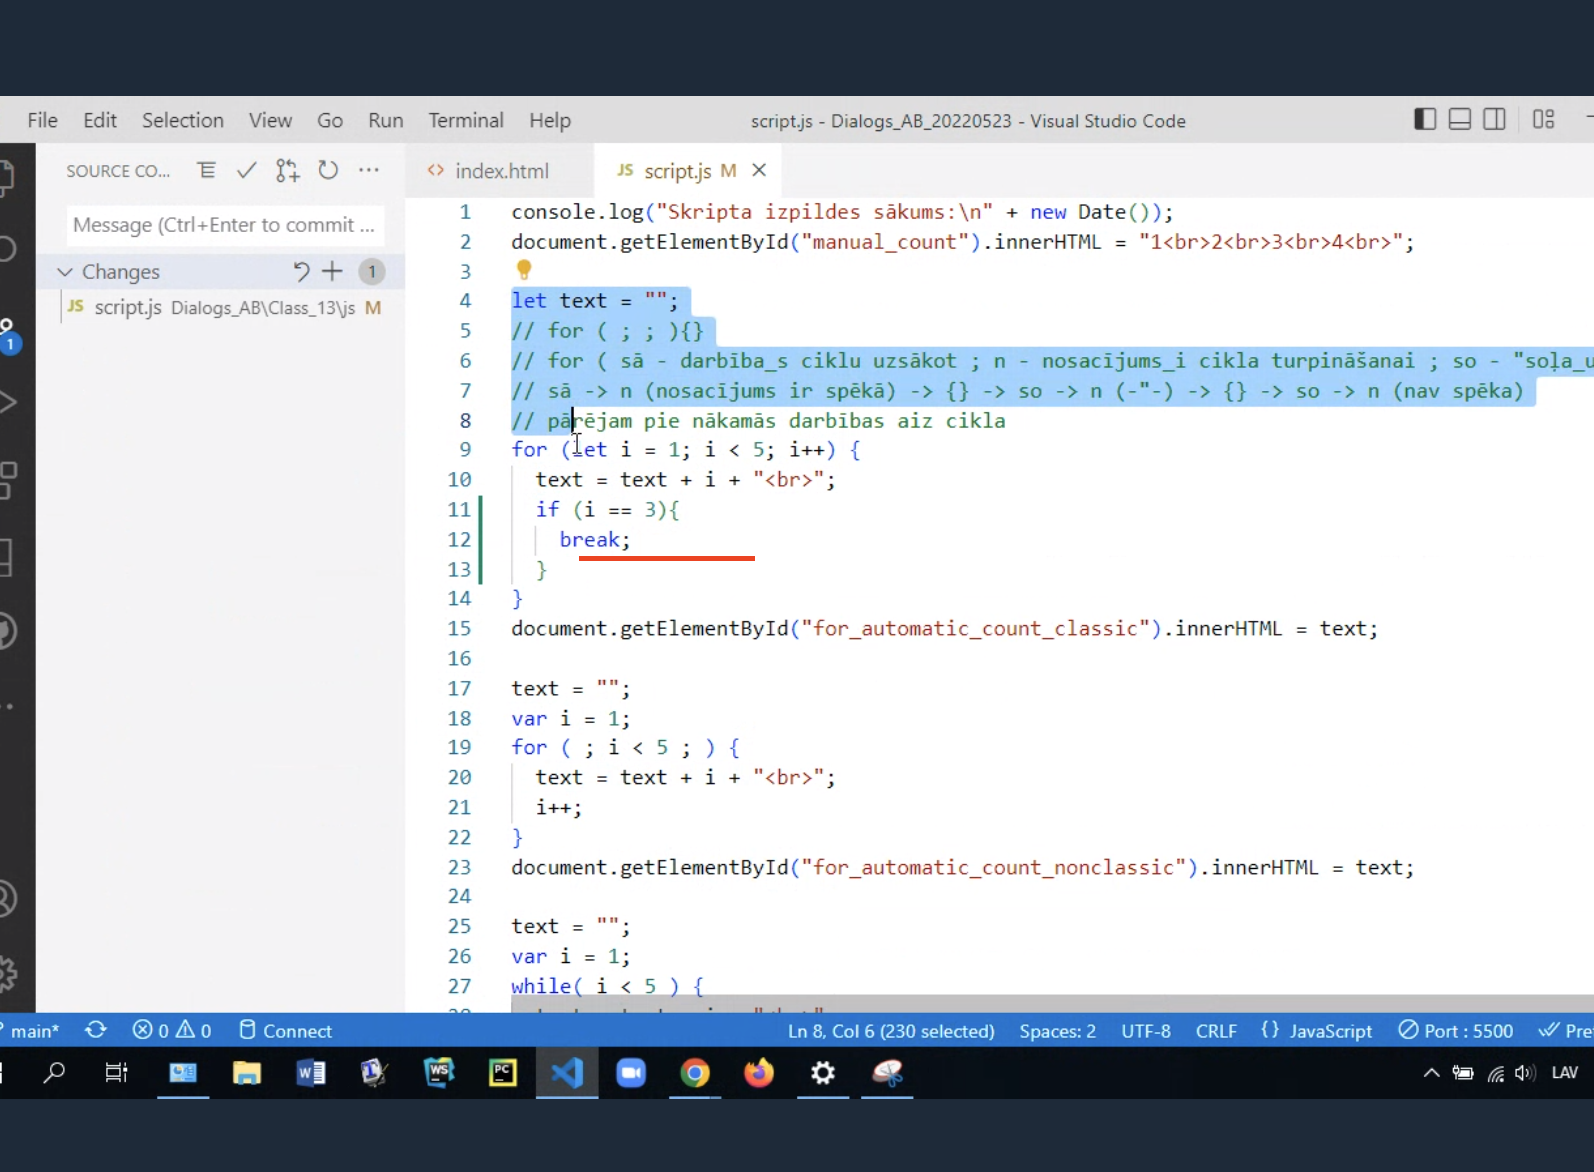 File Edit Selection View Go Run Terminal Help script.js - Dialogs_AB_20220523 - Visual Studio Code
SOURCE CO... index.html JS script.js M
Message (Ctrl+Enter to commit ...
Changes 1
JS script.js Dialogs_AB\Class_13\js M
1
1 console.log("Skripta izpildes sākums:\n" + new Date());
2 document.getElementById("manual_count").innerHTML = "1<br>2<br>3<br>4<br>";
3
4 let text = "";
5 // for ( ; ; ){}
6 // for ( sā - darbība_s ciklu uzsākot ; n - nosacījums_i cikla turpināšanai ; so - "soļa_u
7 // sā -> n (nosacījums ir spēkā) -> {} -> so -> n (-"-) -> {} -> so -> n (nav spēka)
8 // pārējam pie nākamās darbības aiz cikla
9 for (let i = 1; i < 5; i++) {
10 text = text + i + "<br>";
11 if (i == 3){
12 break;
13 }
14 }
15 document.getElementById("for_automatic_count_classic").innerHTML = text;
16
17 text = "";
18 var i = 1;
19 for ( ; i < 5 ; ) {
20 text = text + i + "<br>";
21 i++;
22 }
23 document.getElementById("for_automatic_count_nonclassic").innerHTML = text;
24
25 text = "";
26 var i = 1;
27 while( i < 5 ) {
main* 0 0 Connect Ln 8, Col 6 (230 selected) Spaces: 2 UTF-8 CRLF {} JavaScript Port : 5500 Pre
W WS PC LAV